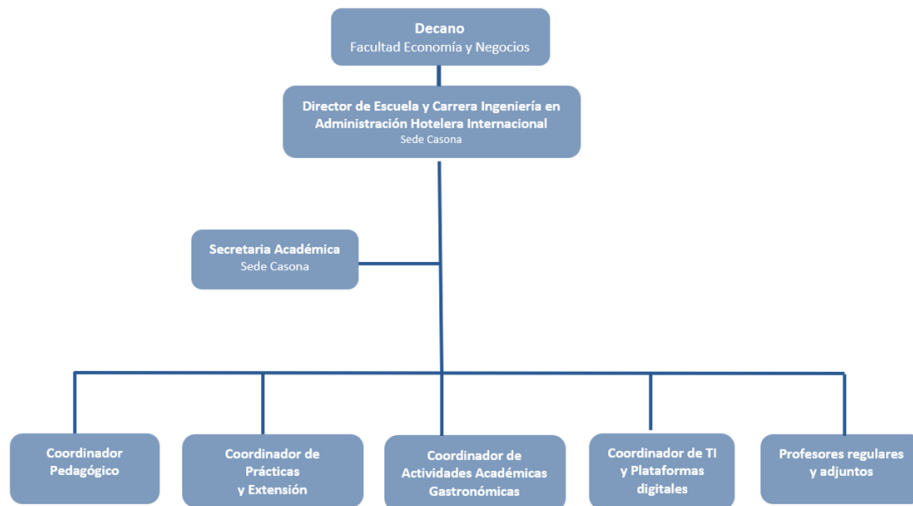 Decano
Facultad Economía y Negocios
Director de Escuela y Carrera Ingeniería en
Administración Hotelera Internacional
Sede Casona
Secretaria Académica
Sede Casona
Coordinador
Pedagógico
Coordinador de
Prácticas
y Extensión
Coordinador de
Actividades Académicas
Gastronómicas
Coordinador de TI
y Plataformas
digitales
Profesores regulares
y adjuntos